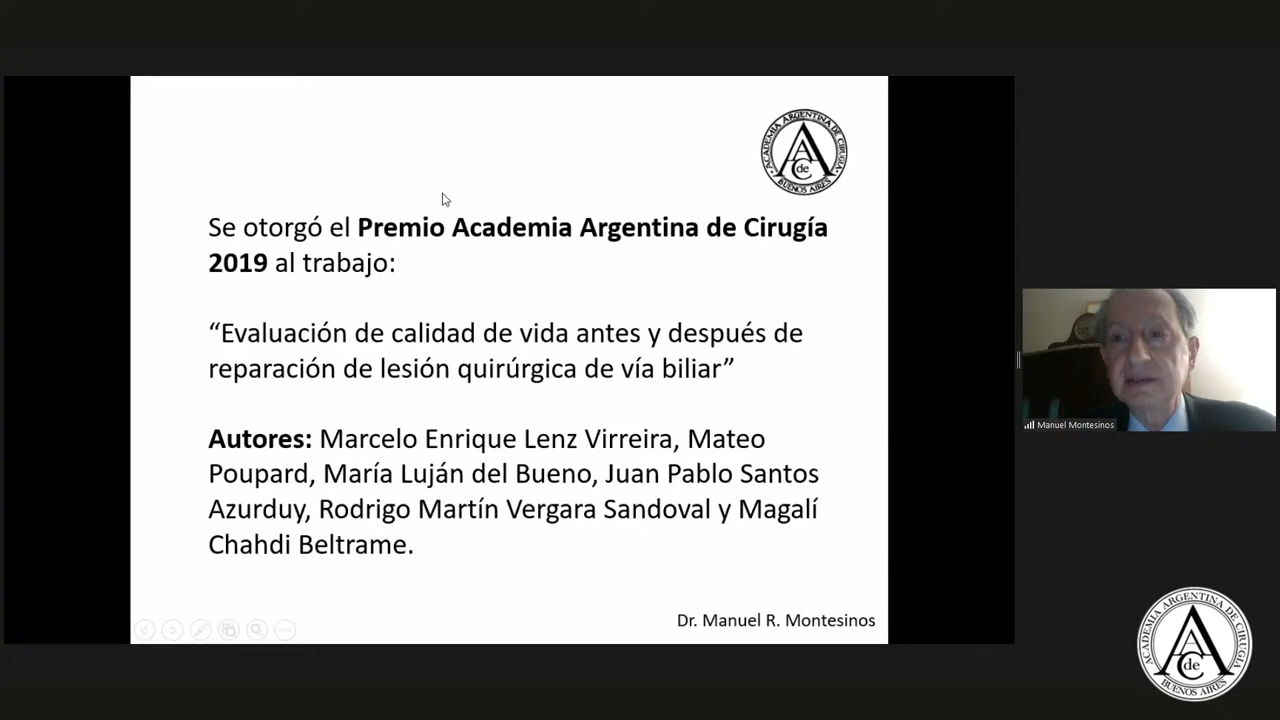 ACADEMIA ARGENTINA DE CIRUGÍA
A A de C
BUENOS AIRES
Se otorgó el Premio Academia Argentina de Cirugía
2019 al trabajo:
“Evaluación de calidad de vida antes y después de
reparación de lesión quirúrgica de vía biliar”
Autores: Marcelo Enrique Lenz Virreira, Mateo
Poupard, María Luján del Bueno, Juan Pablo Santos
Azurduy, Rodrigo Martín Vergara Sandoval y Magalí
Chahdi Beltrame.
Dr. Manuel R. Montesinos
Manuel Montesinos
ACADEMIA ARGENTINA DE CIRUGIA
A A de C
BUENOS AIRES